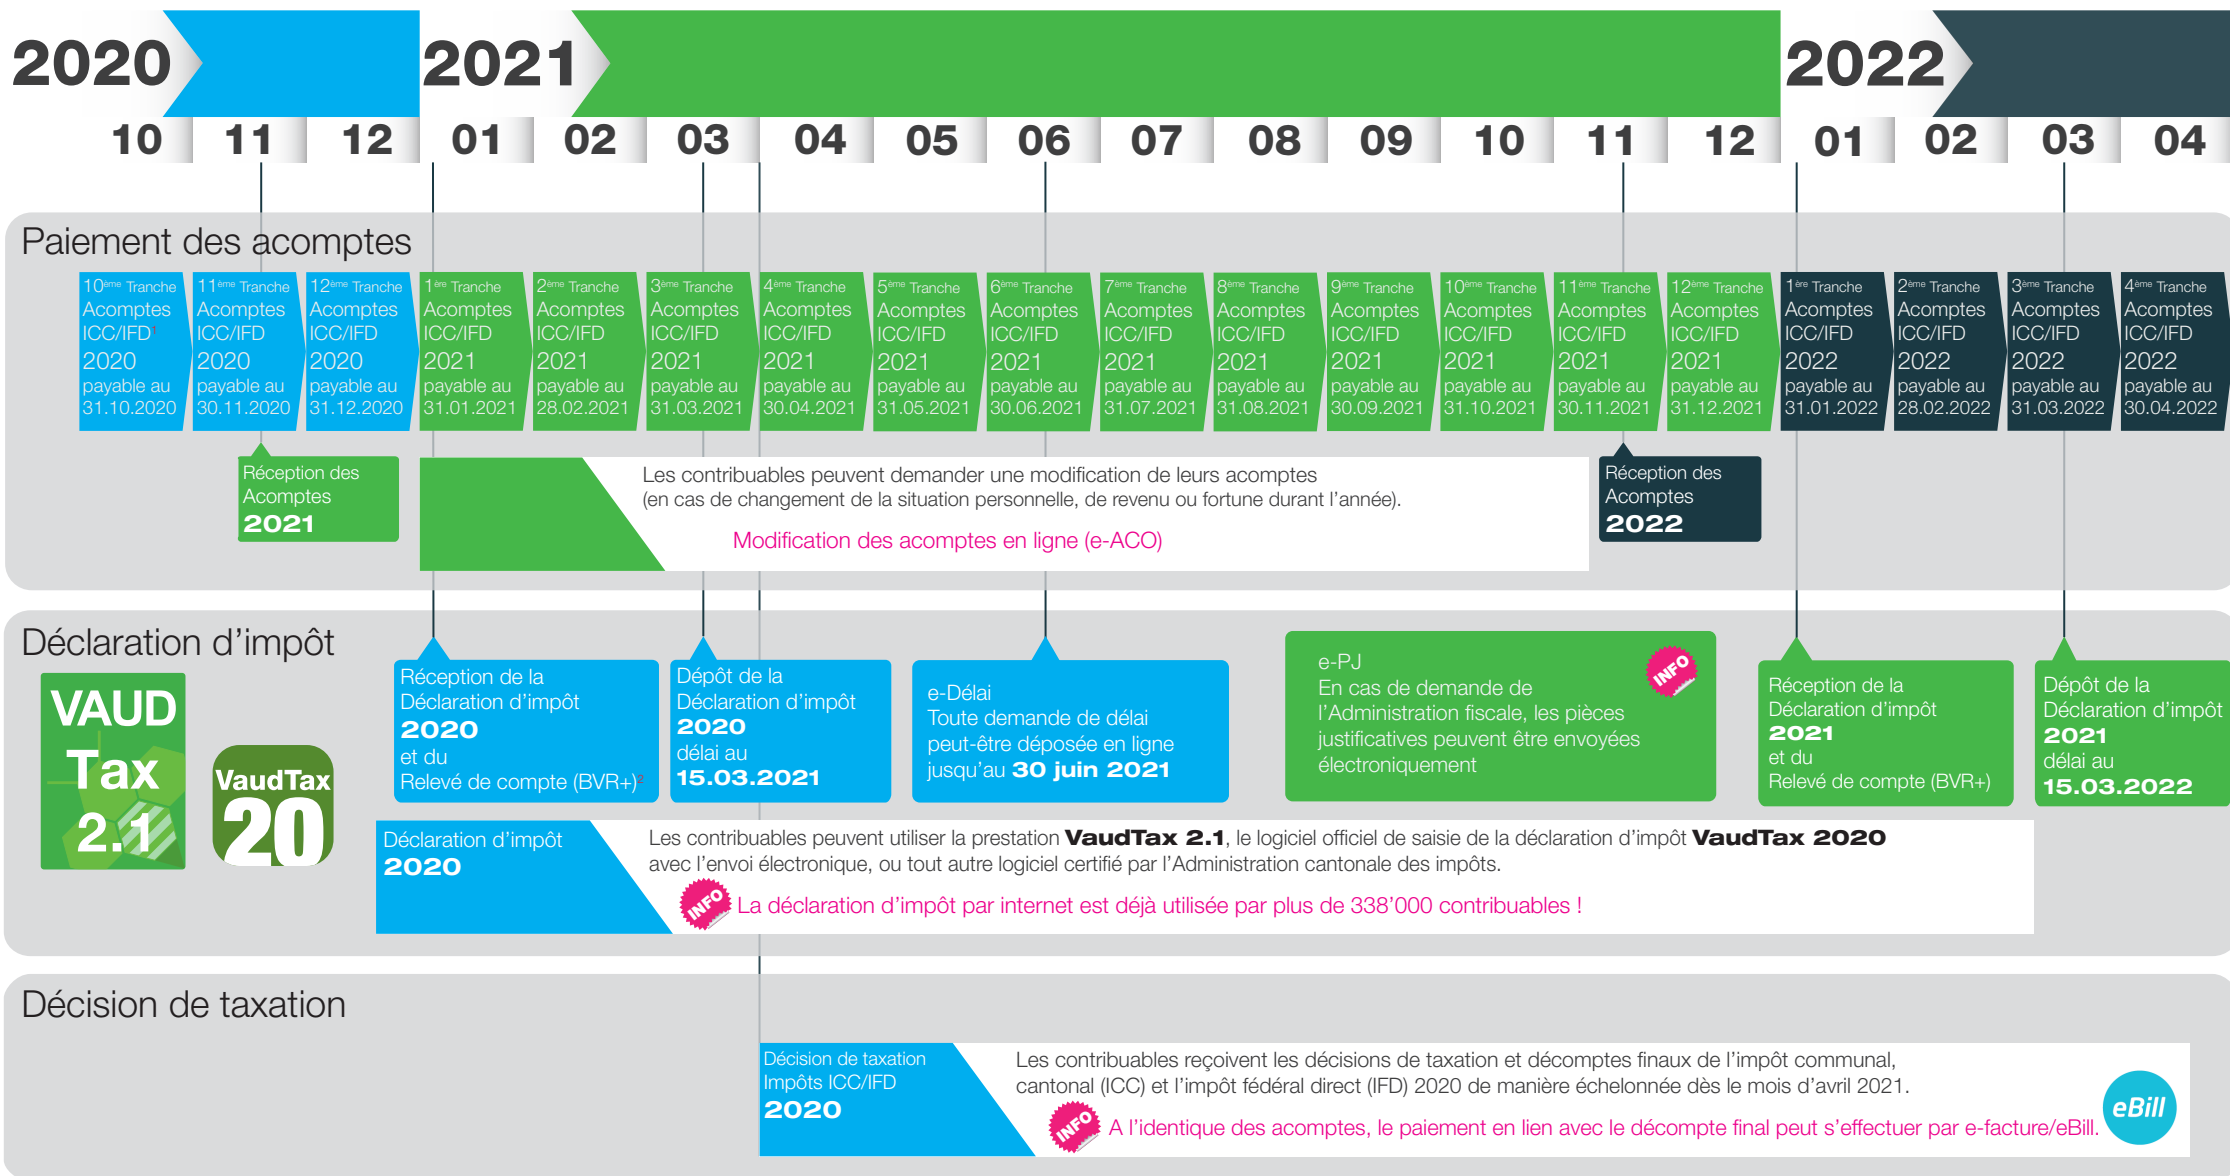 2020
2021
2022
10
11
12
01
02
03
04
05
06
07
08
09
10
11
12
01
02
03
04
Paiement des acomptes
10ème Tranche
Acomptes
ICC/IFD1
2020
payable au
31.10.2020
11ème Tranche
Acomptes
ICC/IFD
2020
payable au
30.11.2020
12ème Tranche
Acomptes
ICC/IFD
2020
payable au
31.12.2020
1ère Tranche
Acomptes
ICC/IFD
2021
payable au
31.01.2021
2ème Tranche
Acomptes
ICC/IFD
2021
payable au
28.02.2021
3ème Tranche
Acomptes
ICC/IFD
2021
payable au
31.03.2021
4ème Tranche
Acomptes
ICC/IFD
2021
payable au
30.04.2021
5ème Tranche
Acomptes
ICC/IFD
2021
payable au
31.05.2021
6ème Tranche
Acomptes
ICC/IFD
2021
payable au
30.06.2021
7ème Tranche
Acomptes
ICC/IFD
2021
payable au
31.07.2021
8ème Tranche
Acomptes
ICC/IFD
2021
payable au
31.08.2021
9ème Tranche
Acomptes
ICC/IFD
2021
payable au
30.09.2021
10ème Tranche
Acomptes
ICC/IFD
2021
payable au
31.10.2021
11ème Tranche
Acomptes
ICC/IFD
2021
payable au
30.11.2021
12ème Tranche
Acomptes
ICC/IFD
2021
payable au
31.12.2021
1ère Tranche
Acomptes
ICC/IFD
2022
payable au
31.01.2022
2ème Tranche
Acomptes
ICC/IFD
2022
payable au
28.02.2022
3ème Tranche
Acomptes
ICC/IFD
2022
payable au
31.03.2022
4ème Tranche
Acomptes
ICC/IFD
2022
payable au
30.04.2022
Réception des
Acomptes
2021
Les contribuables peuvent demander une modification de leurs acomptes
(en cas de changement de la situation personnelle, de revenu ou fortune durant l'année).
Modification des acomptes en ligne (e-ACO)
Réception des
Acomptes
2022
Déclaration d'impôt
VAUD
Tax
2.1
VaudTax
20
Réception de la
Déclaration d'impôt
2020
et du
Relevé de compte (BVR+)2
Dépôt de la
Déclaration d'impôt
2020
délai au
15.03.2021
e-Délai
Toute demande de délai
peut-être déposée en ligne
jusqu'au 30 juin 2021
e-PJ
En cas de demande de
l'Administration fiscale, les pièces
justificatives peuvent être envoyées
électroniquement
INFO
Réception de la
Déclaration d'impôt
2021
et du
Relevé de compte (BVR+)
Dépôt de la
Déclaration d'impôt
2021
délai au
15.03.2022
Déclaration d'impôt
2020
Les contribuables peuvent utiliser la prestation VaudTax 2.1, le logiciel officiel de saisie de la déclaration d'impôt VaudTax 2020
avec l'envoi électronique, ou tout autre logiciel certifié par l'Administration cantonale des impôts.
INFO
La déclaration d'impôt par internet est déjà utilisée par plus de 338'000 contribuables !
Décision de taxation
Décision de taxation
Impôts ICC/IFD
2020
Les contribuables reçoivent les décisions de taxation et décomptes finaux de l'impôt communal,
cantonal (ICC) et l'impôt fédéral direct (IFD) 2020 de manière échelonnée dès le mois d'avril 2021.
INFO
A l'identique des acomptes, le paiement en lien avec le décompte final peut s'effectuer par e-facture/eBill.
eBill